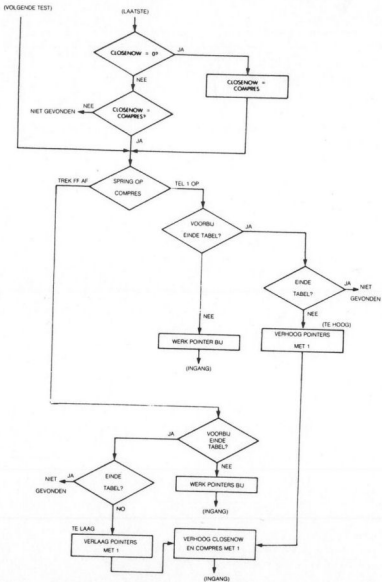 (VOLGENDE TEST)
(LAATSTE)
CLOSENOW = 0?
JA
NEE
CLOSENOW =
COMPRES
NIET GEVONDEN
NEE
CLOSENOW =
COMPRES?
JA
TREK FF AF
SPRING OP
COMPRES
TEL 1 OP
VOORBIJ
EINDE
TABEL?
JA
NEE
EINDE
TABEL?
JA
NIET
GEVONDEN
NEE
(TE HOOG)
WERK POINTER BIJ
(INGANG)
VERHOOG POINTERS
MET 1
JA
VOORBIJ
EINDE
TABEL?
NEE
NIET
GEVONDEN
JA
EINDE
TABEL?
NO
WERK POINTERS BIJ
(INGANG)
TE LAAG
VERLAAG POINTERS
MET 1
VERHOOG CLOSENOW
EN COMPRES MET 1
(INGANG)